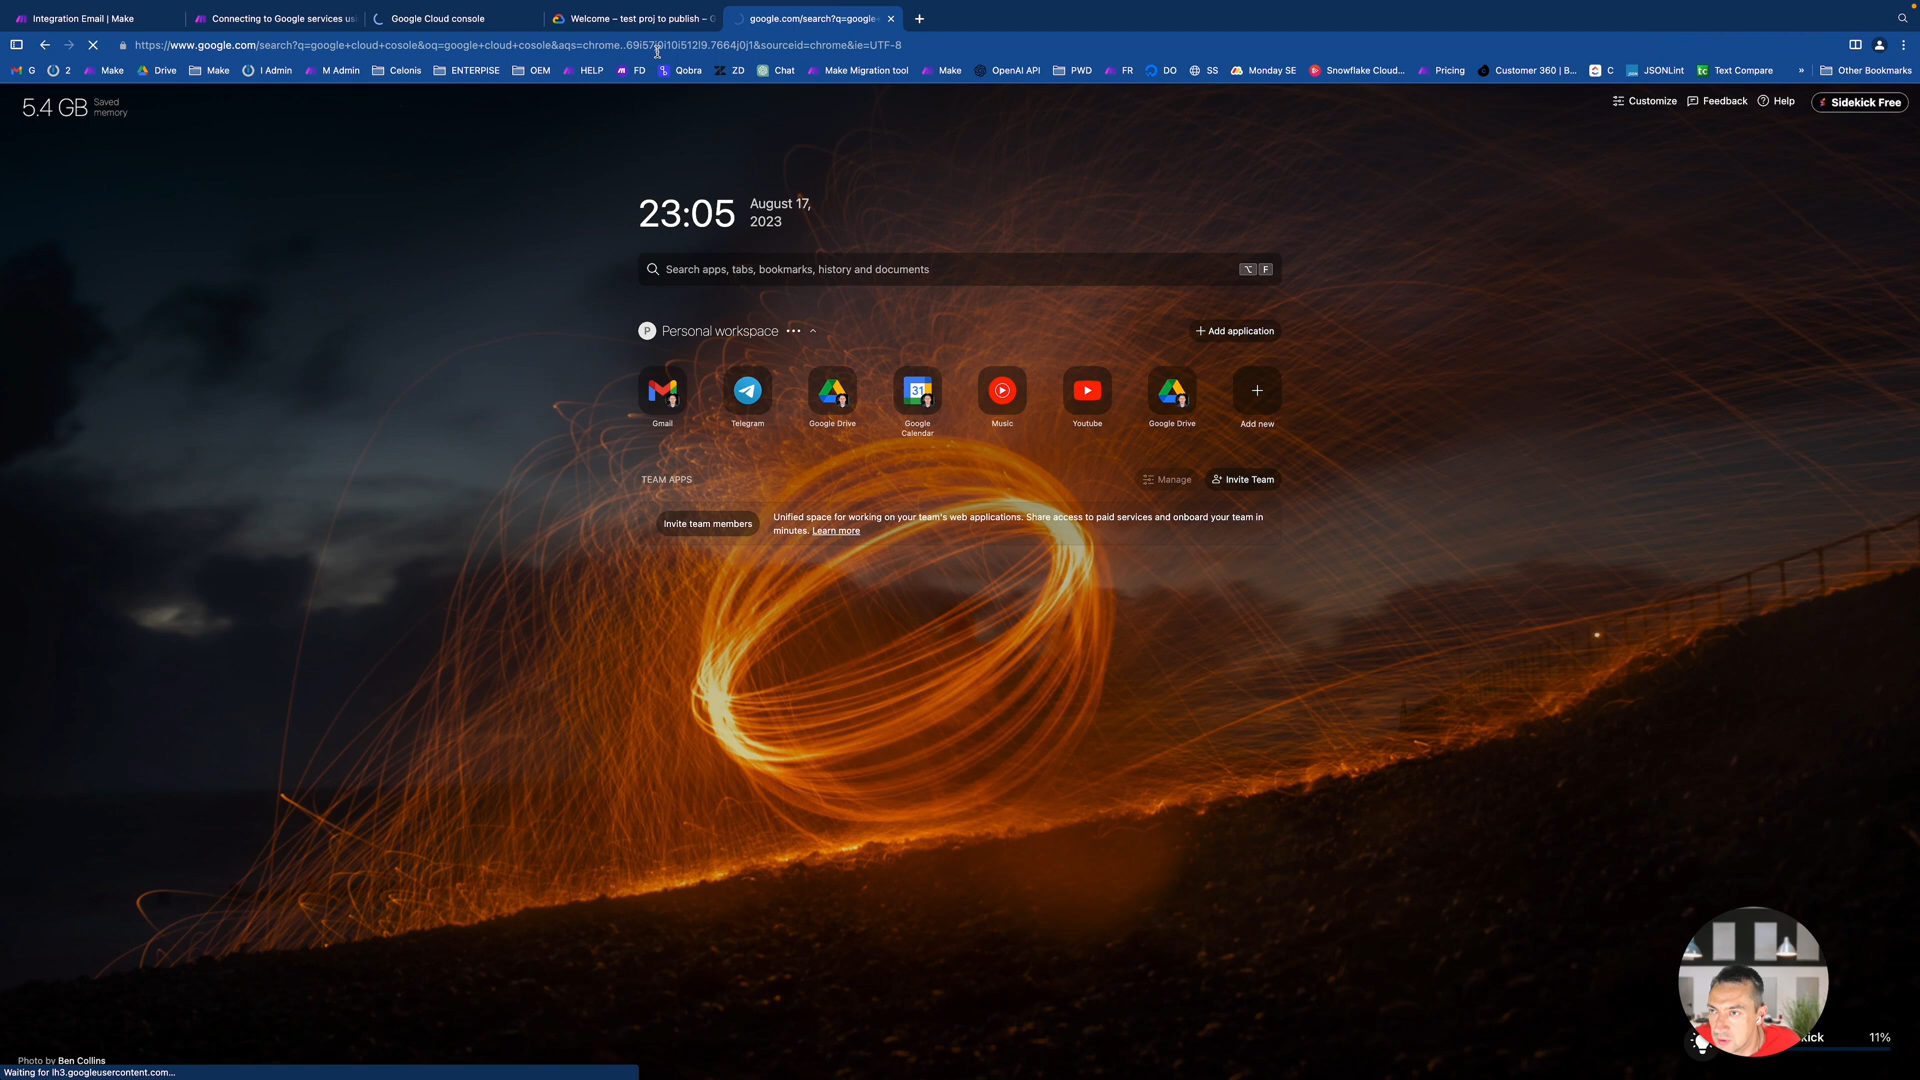 Integration Email | Make
Connecting to Google services usi
Google Cloud console
Welcome – test proj to publish – G
google.com/search?q=google+
https://www.google.com/search?q=google+cloud+cosole&oq=google+cloud+cosole&aqs=chrome..69i57j0i10i512l9.7664j0j1&sourceid=chrome&ie=UTF-8
G 2 Make Drive Make I Admin M Admin Celonis ENTERPISE OEM HELP FD Qobra ZD Chat Make Migration tool Make OpenAI API PWD FR DO SS Monday SE Snowflake Cloud... Pricing Customer 360 | B... C JSONLint Text Compare » Other Bookmarks
5.4 GB Saved
memory
Customize Feedback Help Sidekick Free
23:05 August 17,
2023
Search apps, tabs, bookmarks, history and documents
F
P Personal workspace ••• Add application
31
Gmail Telegram Google Drive Google
Calendar Music Youtube Google Drive Add new
TEAM APPS Manage Invite Team
Invite team members
Unified space for working on your team's web applications. Share access to paid services and onboard your team in
minutes. Learn more
kick 11%
Photo by Ben Collins
Waiting for lh3.googleusercontent.com...